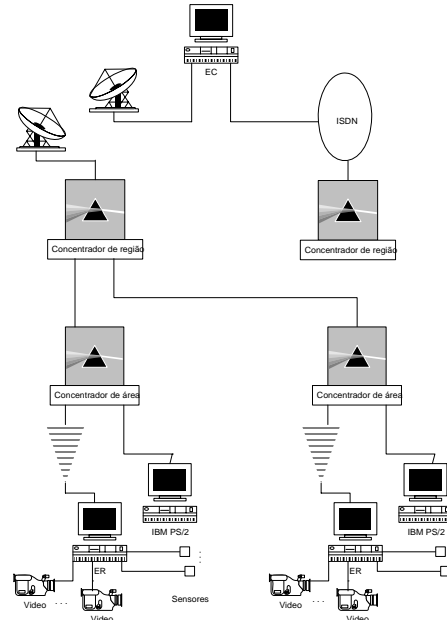 EC
ISDN
Concentrador de região
Concentrador de região
Concentrador de área
Concentrador de área
IBM PS/2
IBM PS/2
ER
ER
Video
. . .
Video
Sensores
Video
. . .
Video